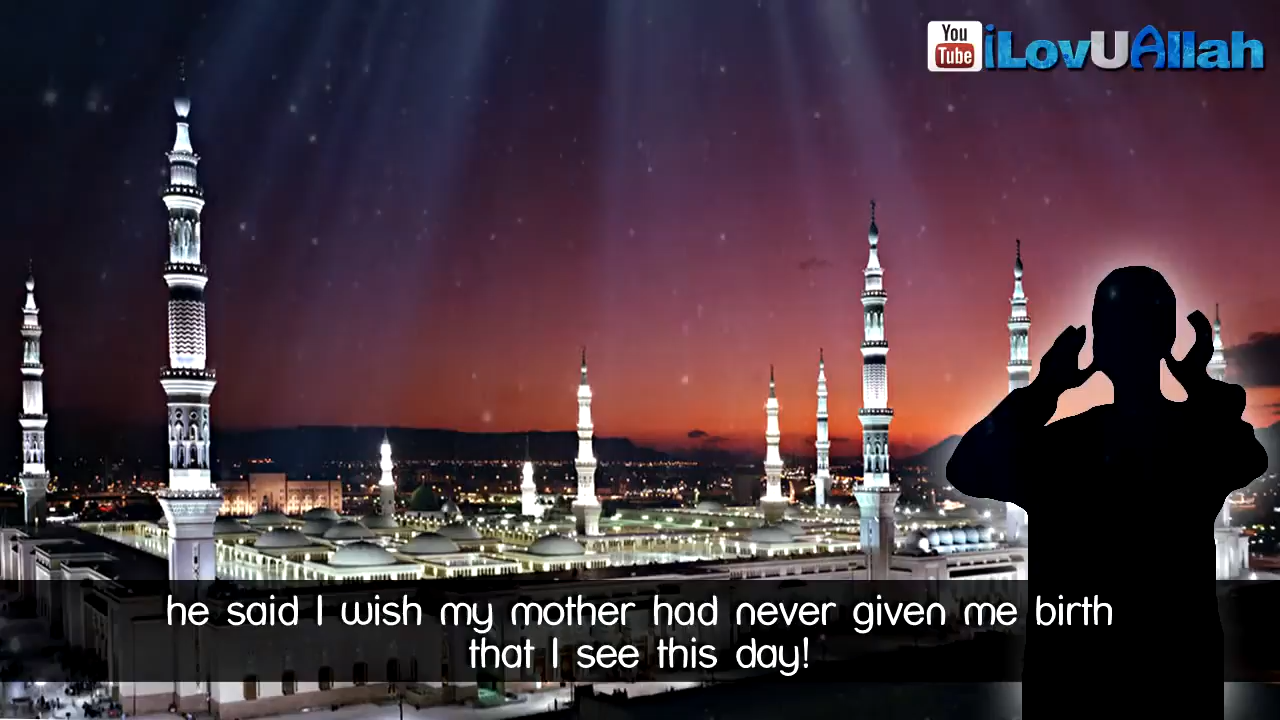 You
Tube
iLovUAllah
he said I wish my mother had never given me birth
that I see this day!